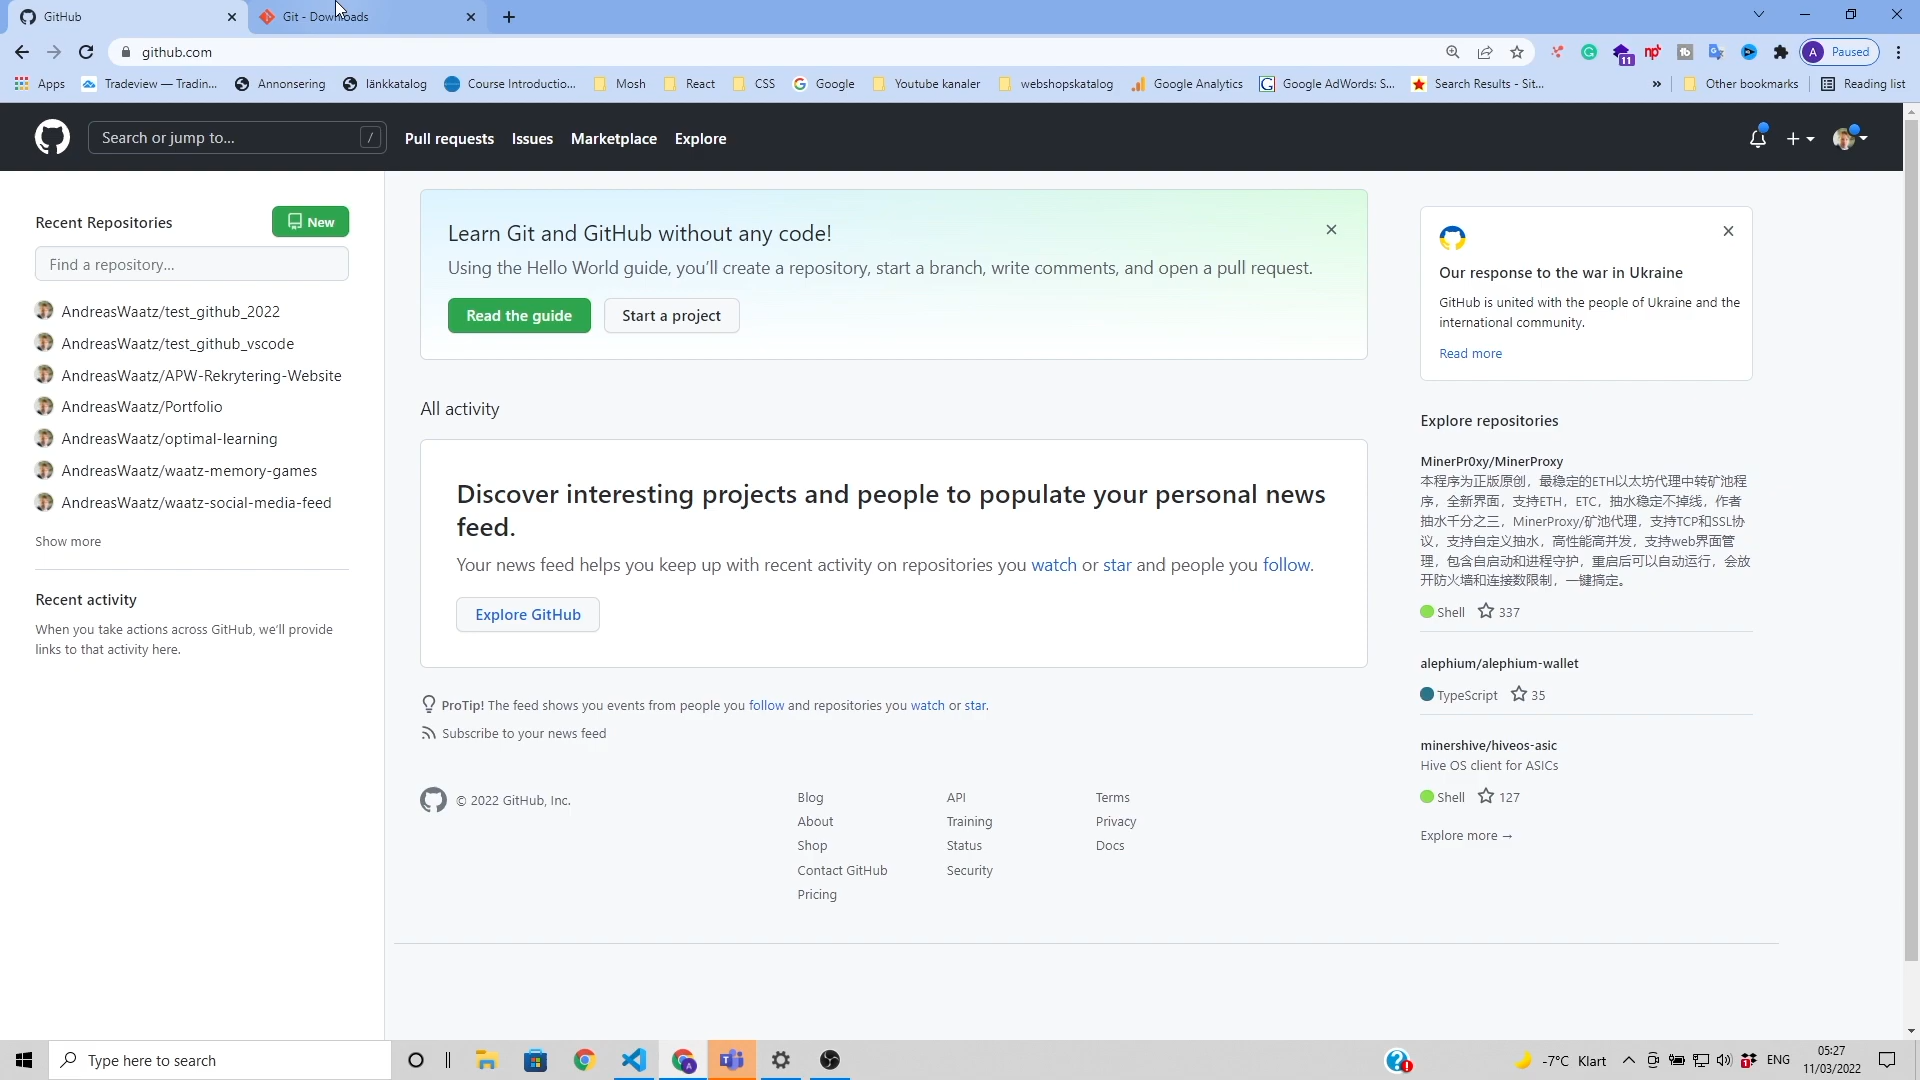 GitHub
Git - Downloads
github.com
11
A Paused
Apps
Tradeview — Tradin...
Annonsering
länkkatalog
Course Introductio...
Mosh
React
CSS
Google
Youtube kanaler
webshopskatalog
Google Analytics
Google AdWords: S...
Search Results - Sit...
Other bookmarks
Reading list
Search or jump to... /
Pull requests
Issues
Marketplace
Explore
Recent Repositories
New
Find a repository...
AndreasWaatz/test_github_2022
AndreasWaatz/test_github_vscode
AndreasWaatz/APW-Rekrytering-Website
AndreasWaatz/Portfolio
AndreasWaatz/optimal-learning
AndreasWaatz/waatz-memory-games
AndreasWaatz/waatz-social-media-feed
Show more
Recent activity
When you take actions across GitHub, we'll provide
links to that activity here.
Learn Git and GitHub without any code!
Using the Hello World guide, you'll create a repository, start a branch, write comments, and open a pull request.
Read the guide
Start a project
All activity
Discover interesting projects and people to populate your personal news
feed.
Your news feed helps you keep up with recent activity on repositories you watch or star and people you follow.
Explore GitHub
ProTip! The feed shows you events from people you follow and repositories you watch or star.
Subscribe to your news feed
© 2022 GitHub, Inc.
Blog
About
Shop
Contact GitHub
Pricing
API
Training
Status
Security
Terms
Privacy
Docs
Our response to the war in Ukraine
GitHub is united with the people of Ukraine and the
international community.
Read more
Explore repositories
MinerPr0xy/MinerProxy
本程序为正版原创，最稳定的ETH以太坊代理中转矿池程
序，全新界面，支持ETH，ETC，抽水稳定不掉线，作者
抽水千分之三，MinerProxy/矿池代理，支持TCP和SSL协
议，支持自定义抽水，高性能高并发，支持web界面管
理，包含自启动和进程守护，重启后可以自动运行，会放
开防火墙和连接数限制，一键搞定。
Shell 337
alephium/alephium-wallet
TypeScript 35
minershive/hiveos-asic
Hive OS client for ASICs
Shell 127
Explore more →
Type here to search
-7°C Klart
ENG
05:27
11/03/2022